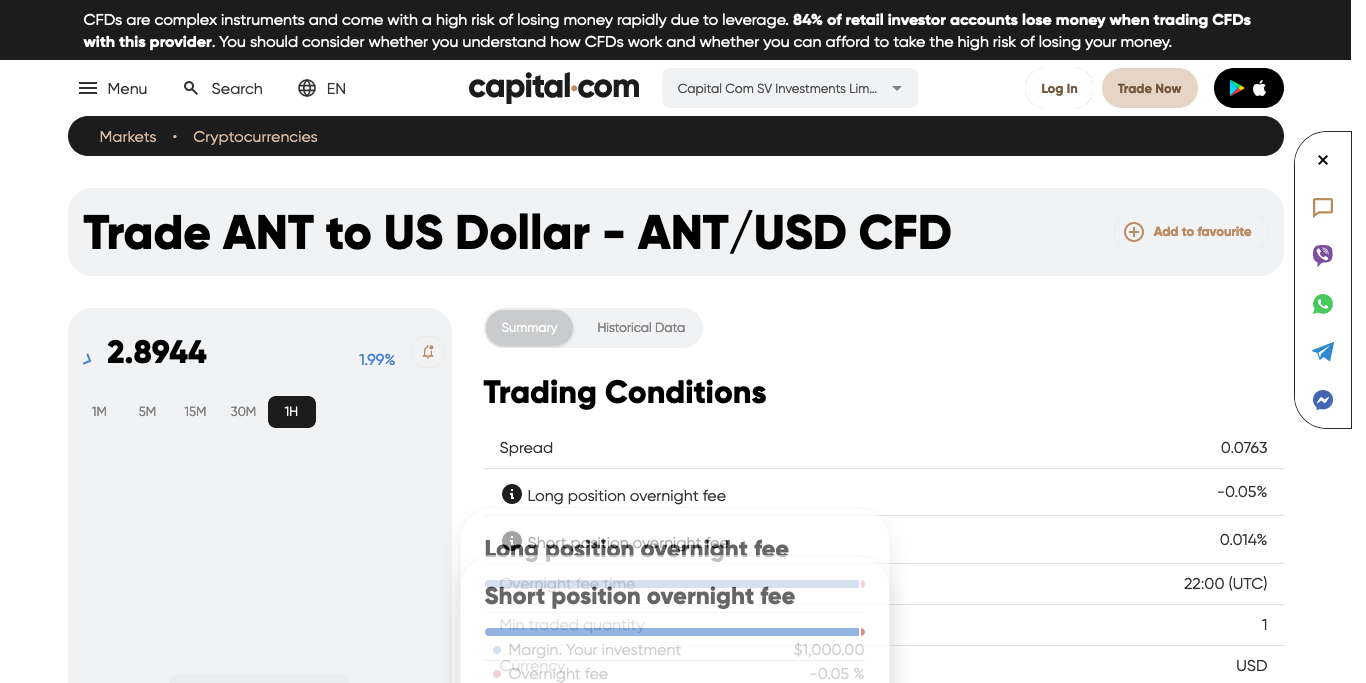 CFDs are complex instruments and come with a high risk of losing money rapidly due to leverage. 84% of retail investor accounts lose money when trading CFDs
with this provider. You should consider whether you understand how CFDs work and whether you can afford to take the high risk of losing your money.
Menu Search EN capital.com Capital Com SV Investments Lim... Log In Trade Now
Markets • Cryptocurrencies
Trade ANT to US Dollar - ANT/USD CFD
Add to favourite
2.8944 1.99%
1M 5M 15M 30M 1H
Summary Historical Data
Trading Conditions
Spread 0.0763
Long position overnight fee -0.05%
Short position overnight fee 0.014%
Long position overnight fee
Overnight fee time 22:00 (UTC)
Short position overnight fee
Min traded quantity 1
Margin. Your investment $1,000.00
Currency USD
Overnight fee -0.05 %